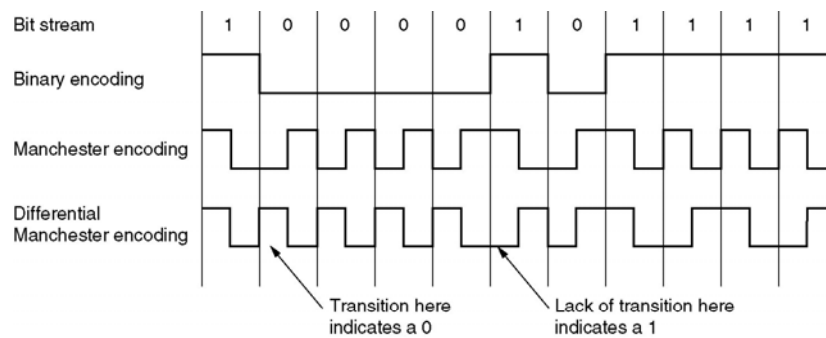 Bit stream 1 0 0 0 0 1 0 1 1 1 1
Binary encoding
Manchester encoding
Differential
Manchester encoding
Transition here
indicates a 0
Lack of transition here
indicates a 1